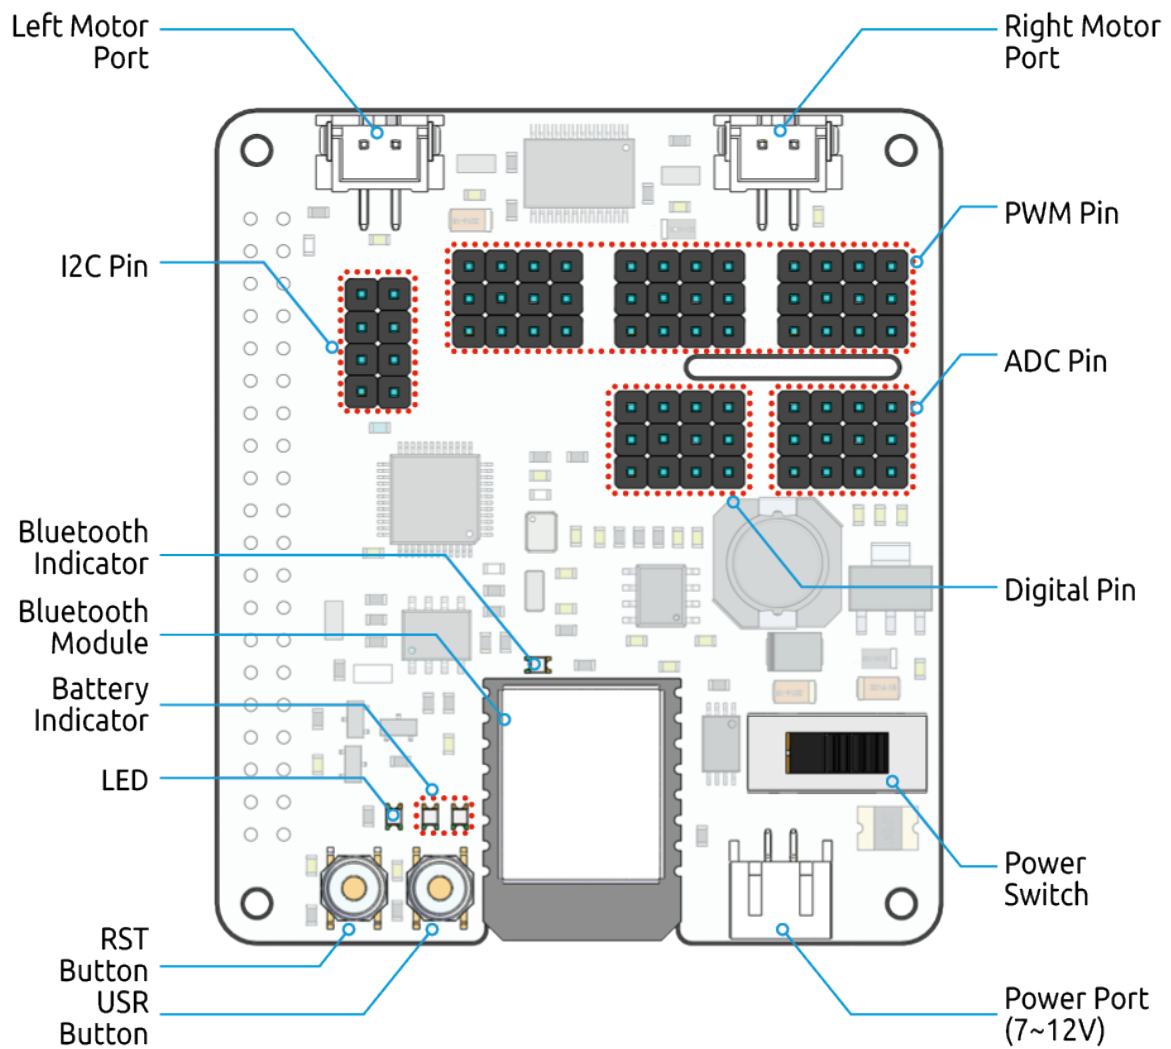 Left Motor
Port
Right Motor
Port
PWM Pin
I2C Pin
ADC Pin
Bluetooth
Indicator
Digital Pin
Bluetooth
Module
Battery
Indicator
LED
Power
Switch
RST
Button
USR
Button
Power Port
(7~12V)